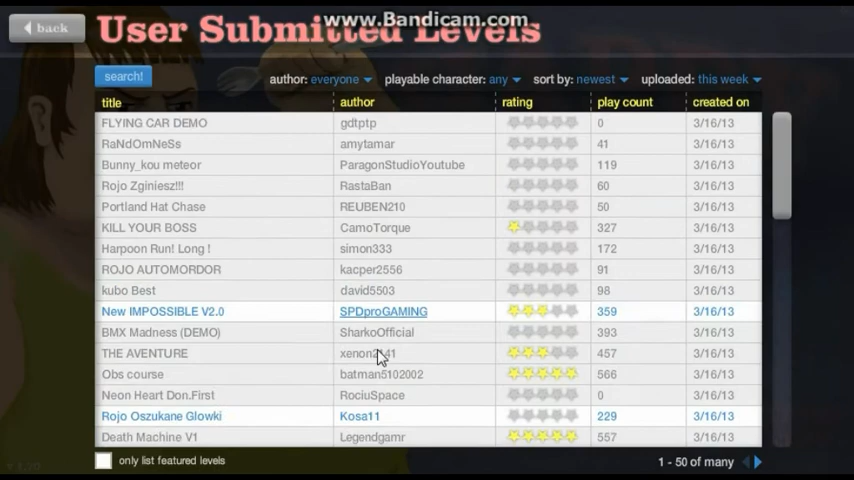 www.Bandicam.com
back
User Submitted Levels
search!
author: everyone playable character: any sort by: newest uploaded: this week
title author rating play count created on
FLYING CAR DEMO gdtptp 0 3/16/13
RaNdOmNeSs amytamar 41 3/16/13
Bunny_kou meteor ParagonStudioYoutube 119 3/16/13
Rojo Zginiesz!!! RastaBan 60 3/16/13
Portland Hat Chase REUBEN210 50 3/16/13
KILL YOUR BOSS CamoTorque 327 3/16/13
Harpoon Run! Long ! simon333 172 3/16/13
ROJO AUTOMORDOR kacper2556 91 3/16/13
kubo Best david5503 98 3/16/13
New IMPOSSIBLE V2.0 SPDproGAMING 359 3/16/13
BMX Madness (DEMO) SharkoOfficial 393 3/16/13
THE AVENTURE 457 3/16/13
Obs course batman5102002 566 3/16/13
Neon Heart Don.First RociuSpace 0 3/16/13
Rojo Oszukane Glowki Kosa11 229 3/16/13
Death Machine V1 Legendgamr 557 3/16/13
only list featured levels 1 - 50 of many